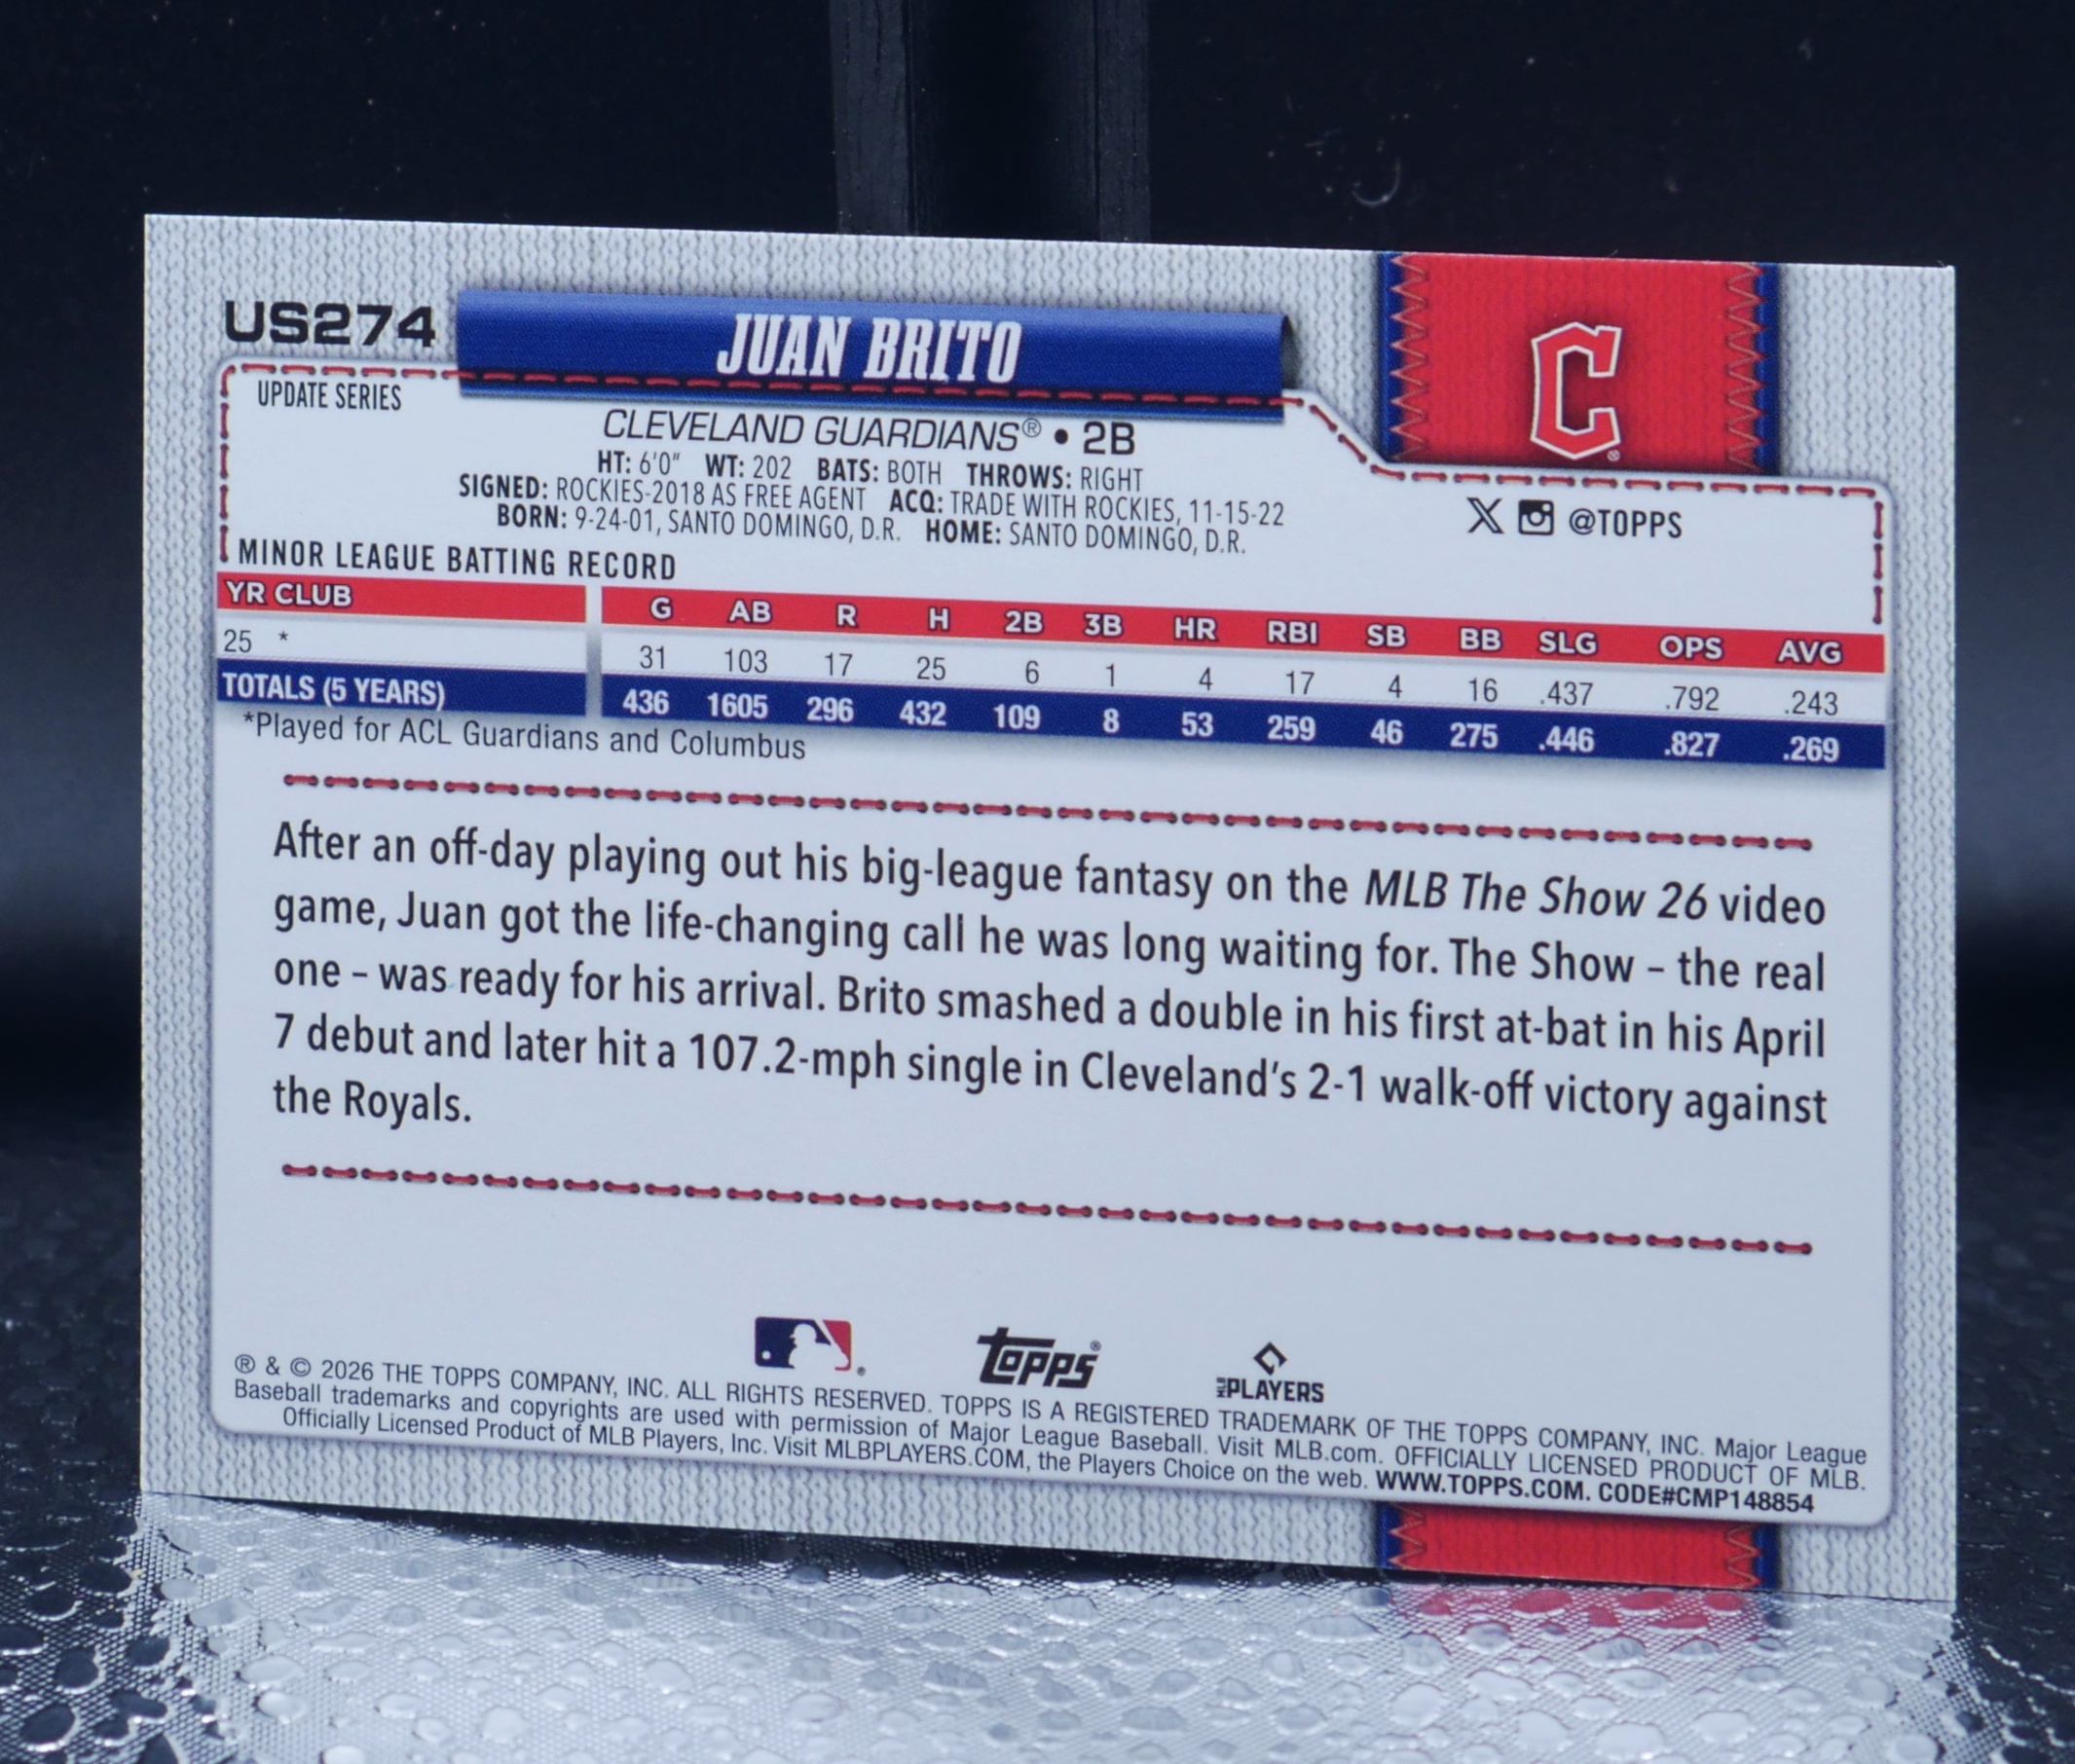 US274
JUAN BRITO
C
®
UPDATE SERIES
CLEVELAND GUARDIANS® • 2B
HT: 6'0" WT: 202 BATS: BOTH THROWS: RIGHT
SIGNED: ROCKIES-2018 AS FREE AGENT ACQ: TRADE WITH ROCKIES, 11-15-22
BORN: 9-24-01, SANTO DOMINGO, D.R. HOME: SANTO DOMINGO, D.R.
X @TOPPS
MINOR LEAGUE BATTING RECORD
YR CLUB G AB R H 2B 3B HR RBI SB BB SLG OPS AVG
25 * 31 103 17 25 6 1 4 17 4 16 .437 .792 .243
TOTALS (5 YEARS) 436 1605 296 432 109 8 53 259 46 275 .446 .827 .269
*Played for ACL Guardians and Columbus
After an off-day playing out his big-league fantasy on the MLB The Show 26 video
game, Juan got the life-changing call he was long waiting for. The Show – the real
one – was ready for his arrival. Brito smashed a double in his first at-bat in his April
7 debut and later hit a 107.2-mph single in Cleveland's 2-1 walk-off victory against
the Royals.
topps®
MLB PLAYERS
® & © 2026 THE TOPPS COMPANY, INC. ALL RIGHTS RESERVED. TOPPS IS A REGISTERED TRADEMARK OF THE TOPPS COMPANY, INC. Major League
Baseball trademarks and copyrights are used with permission of Major League Baseball. Visit MLB.com. OFFICIALLY LICENSED PRODUCT OF MLB.
Officially Licensed Product of MLB Players, Inc. Visit MLBPLAYERS.COM, the Players Choice on the web. WWW.TOPPS.COM. CODE#CMP148854